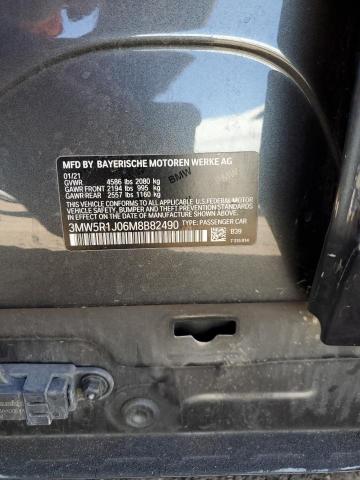 MFD BY BAYERISCHE MOTOREN WERKE AG
01/21
GVWR 4586 lbs 2080 kg
GAWR FRONT 2194 lbs 995 kg
GAWR/REAR 2557 lbs 1160 kg
BMW BMW
THIS VEHICLE CONFORMS TO ALL APPLICABLE U.S. FEDERAL MOTOR
VEHICLE SAFETY, BUMPER, AND THEFT PREVENTION STANDARDS
IN EFFECT ON THE DATE OF MANUFACTURE SHOWN ABOVE.
3MW5R1J06M8B82490 TYPE: PASSENGER CAR
B39